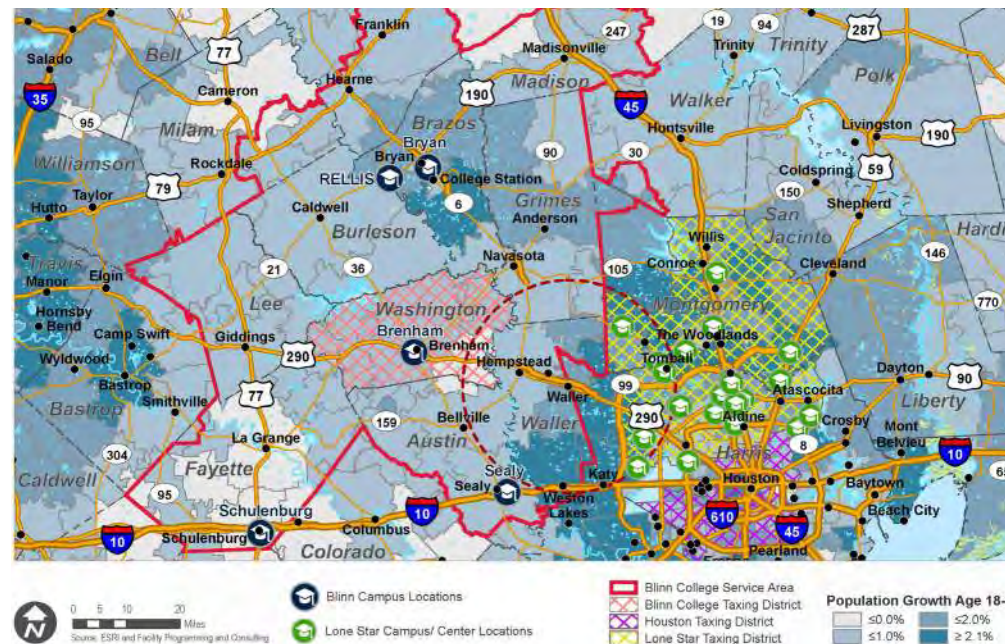 Franklin
247
19
94
77
Madisonville
Trinity
Trinity
287
Salado
Bell
Hearne
Madison
Polk
35
Cameron
190
45
Walker
95
Milam
Brazos
Huntsville
Livingston
190
Williamson
Bryan
90
30
Rockdale
Bryan
59
79
RELLIS
College Station
Coldspring
Taylor
150
Hutto
Caldwell
6
Grimes
San
Jacinto
Shepherd
Anderson
Burleson
Willis
Hardi
Travis
Navasota
Elgin
21
36
105
Conroe
Cleveland
146
Manor
Lee
Washington
Montgomery
770
Hornsby
Bend
Camp Swift
Giddings
Brenham
The Woodlands
290
Brenham
Hempstead
Tomball
Wyldwood
99
Dayton
90
Bastrop
77
Waller
Atascocita
Smithville
290
Liberty
Bastrop
159
Bellville
Aldine
Crosby
La Grange
Austin
Waller
8
Mont
Belvieu
304
Harris
10
Caldwell
Fayette
Sealy
Katy
Houston
95
Sealy
Weston
Lakes
Baytown
Schulenburg
10
610
Beach City
Schulenburg
Columbus
45
10
Colorado
Pearland
0 5 10 20
Miles
Source: ESRI and Facility Programming and Consulting
Blinn Campus Locations
Lone Star Campus/ Center Locations
Blinn College Service Area
Blinn College Taxing District
Houston Taxing District
Lone Star Taxing District
Population Growth Age 18-
≤0.0%
≤2.0%
≤1.0%
≥ 2.1%